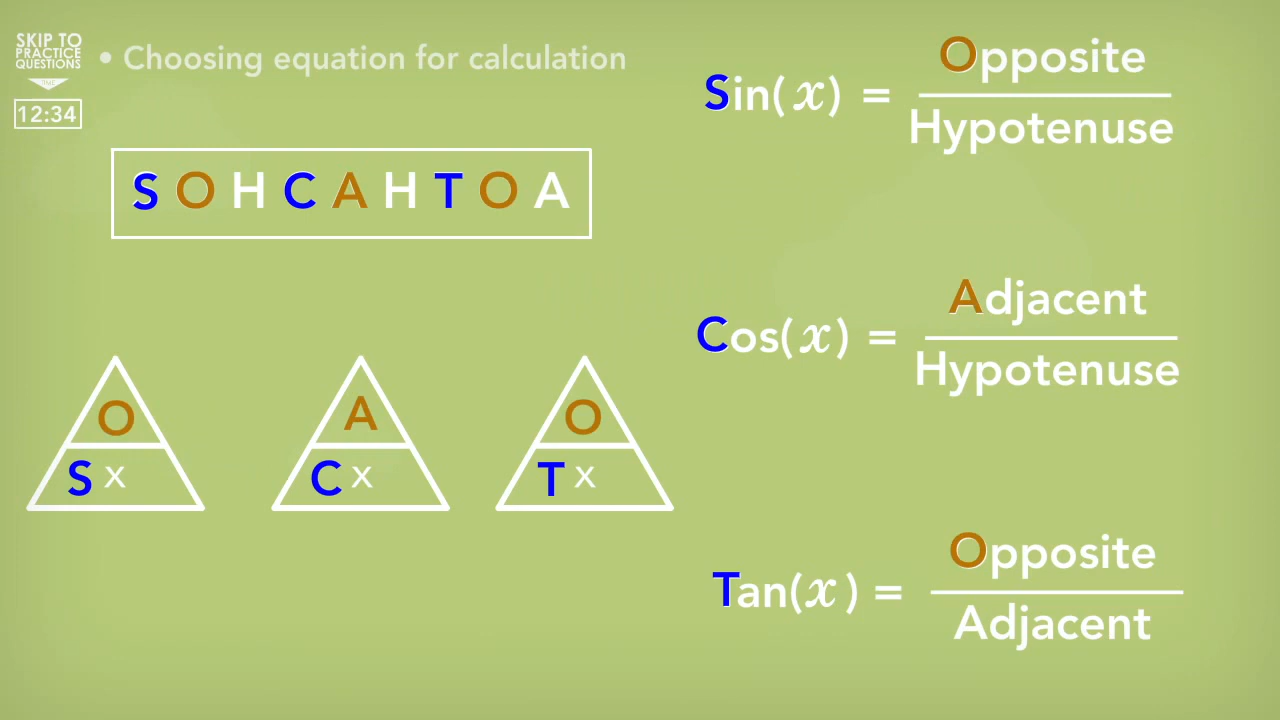 SKIP TO
PRACTICE
QUESTIONS
TIME
12:34
• Choosing equation for calculation
S O H C A H T O A
Sin(x) = Opposite
Hypotenuse
Cos(x) = Adjacent
Hypotenuse
Tan(x) = Opposite
Adjacent
O
S x
A
C x
O
T x